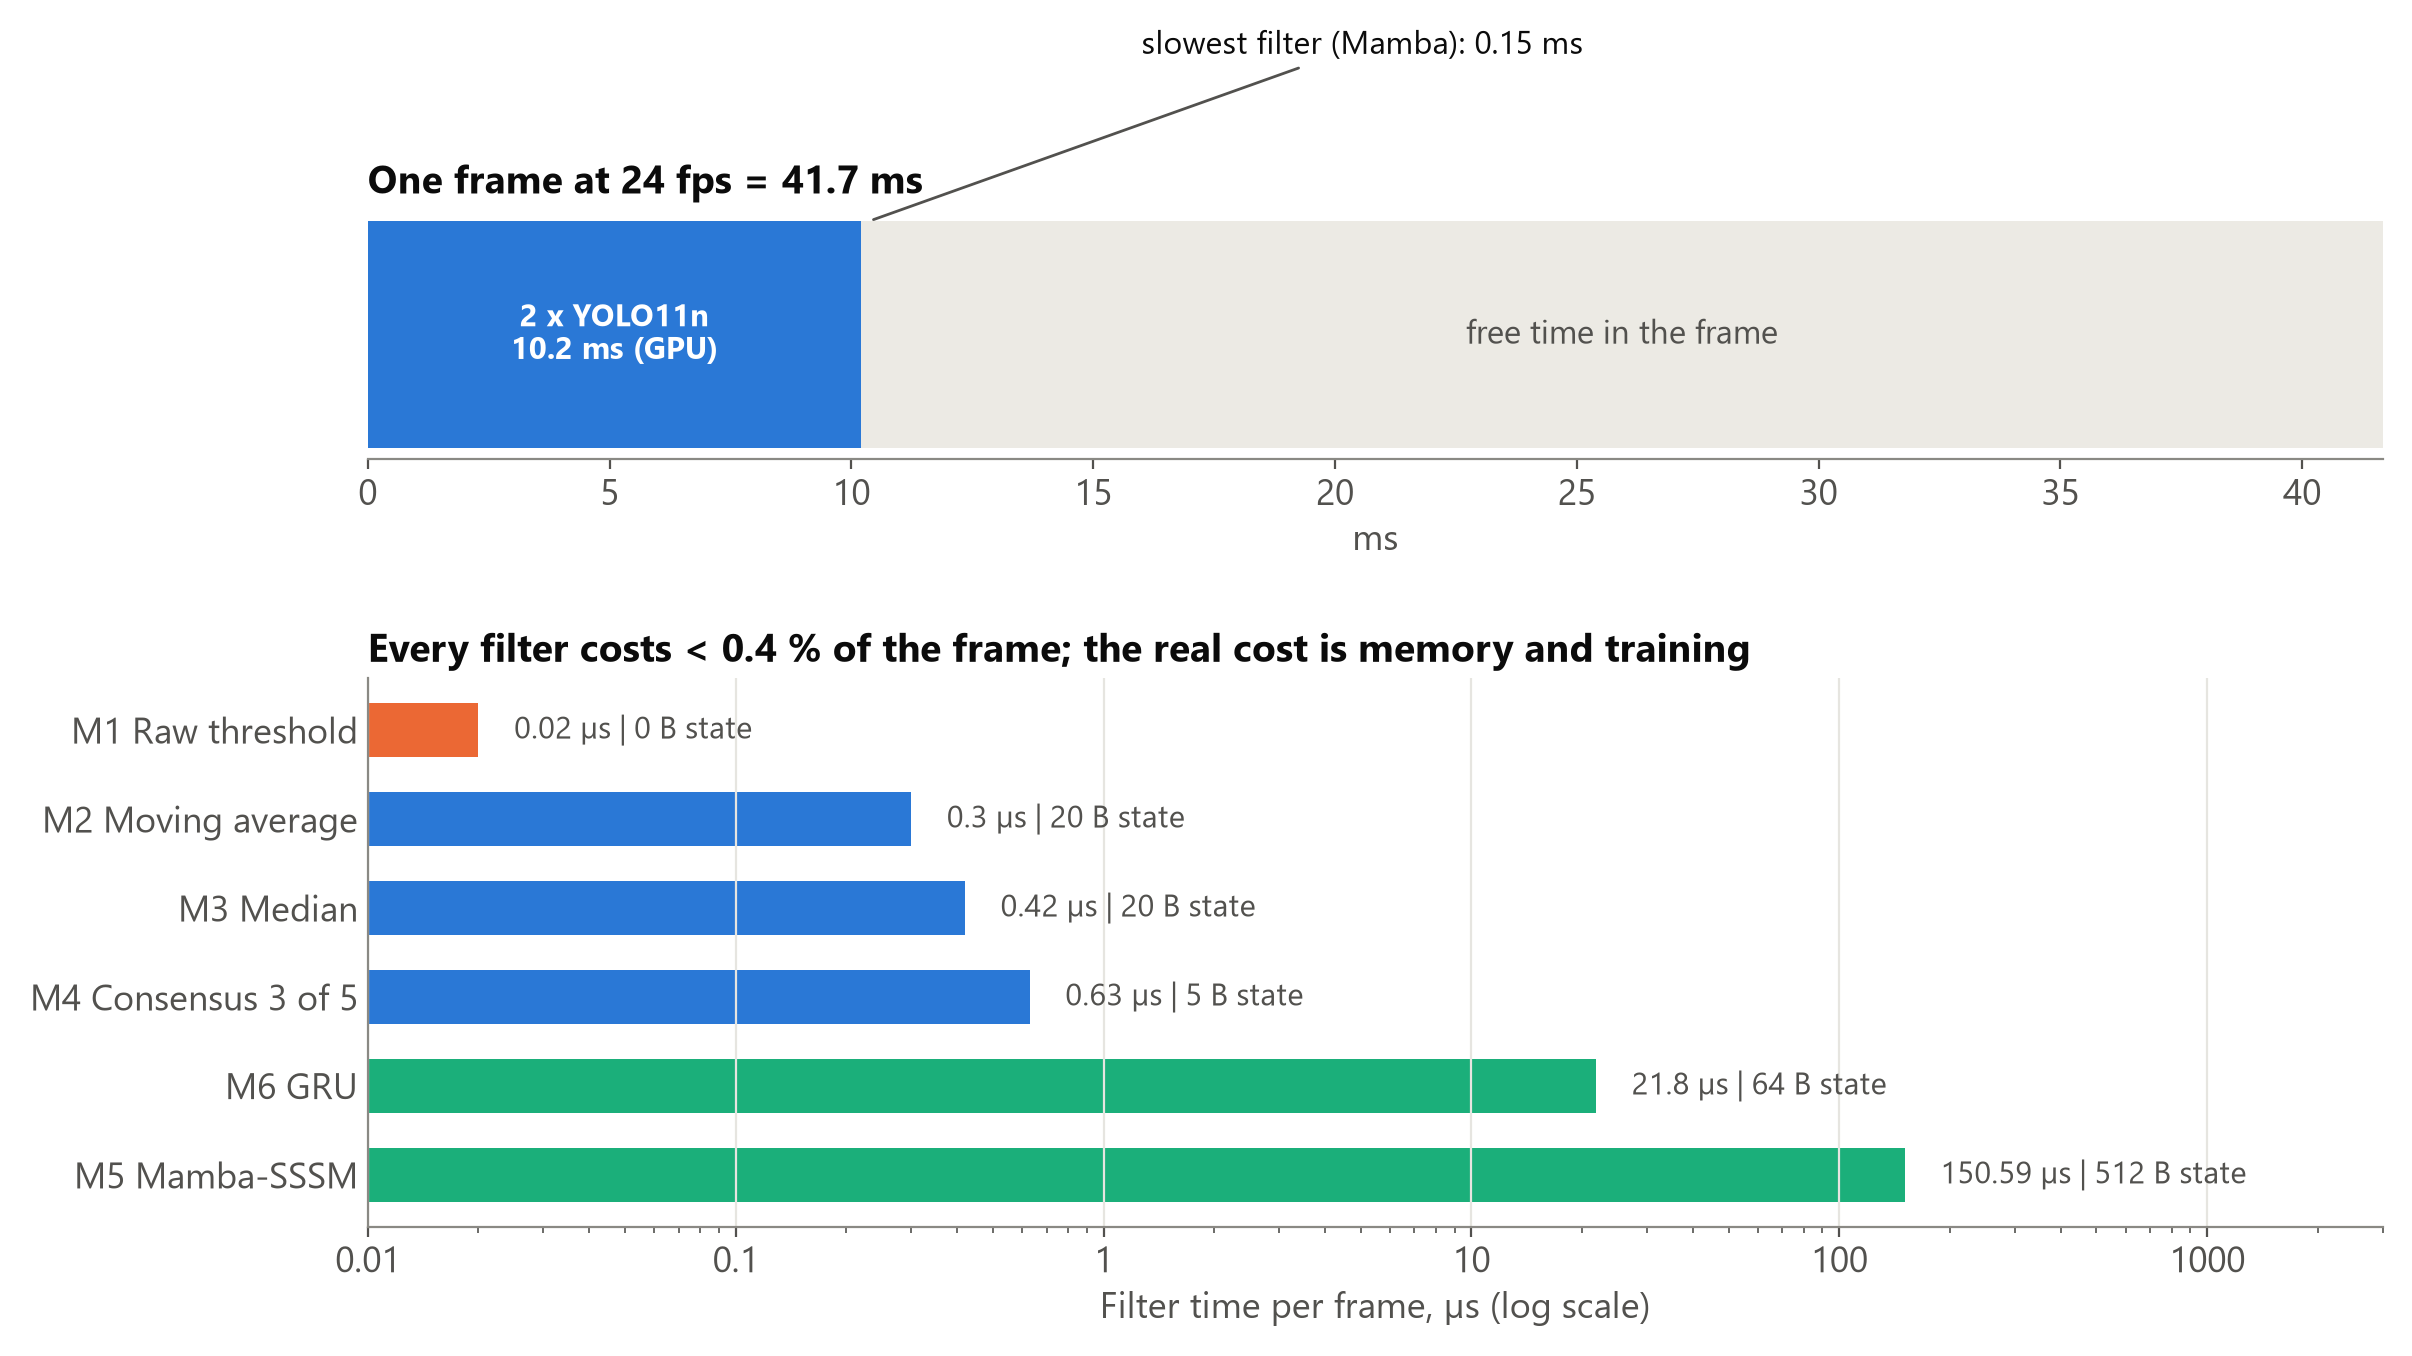 slowest filter (Mamba): 0.15 ms
One frame at 24 fps = 41.7 ms
2 x YOLO11n
10.2 ms (GPU)
free time in the frame
0 5 10 15 20 25 30 35 40
ms
Every filter costs < 0.4 % of the frame; the real cost is memory and training
M1 Raw threshold 0.02 µs | 0 B state
M2 Moving average 0.3 µs | 20 B state
M3 Median 0.42 µs | 20 B state
M4 Consensus 3 of 5 0.63 µs | 5 B state
M6 GRU 21.8 µs | 64 B state
M5 Mamba-SSSM 150.59 µs | 512 B state
0.01 0.1 1 10 100 1000
Filter time per frame, µs (log scale)